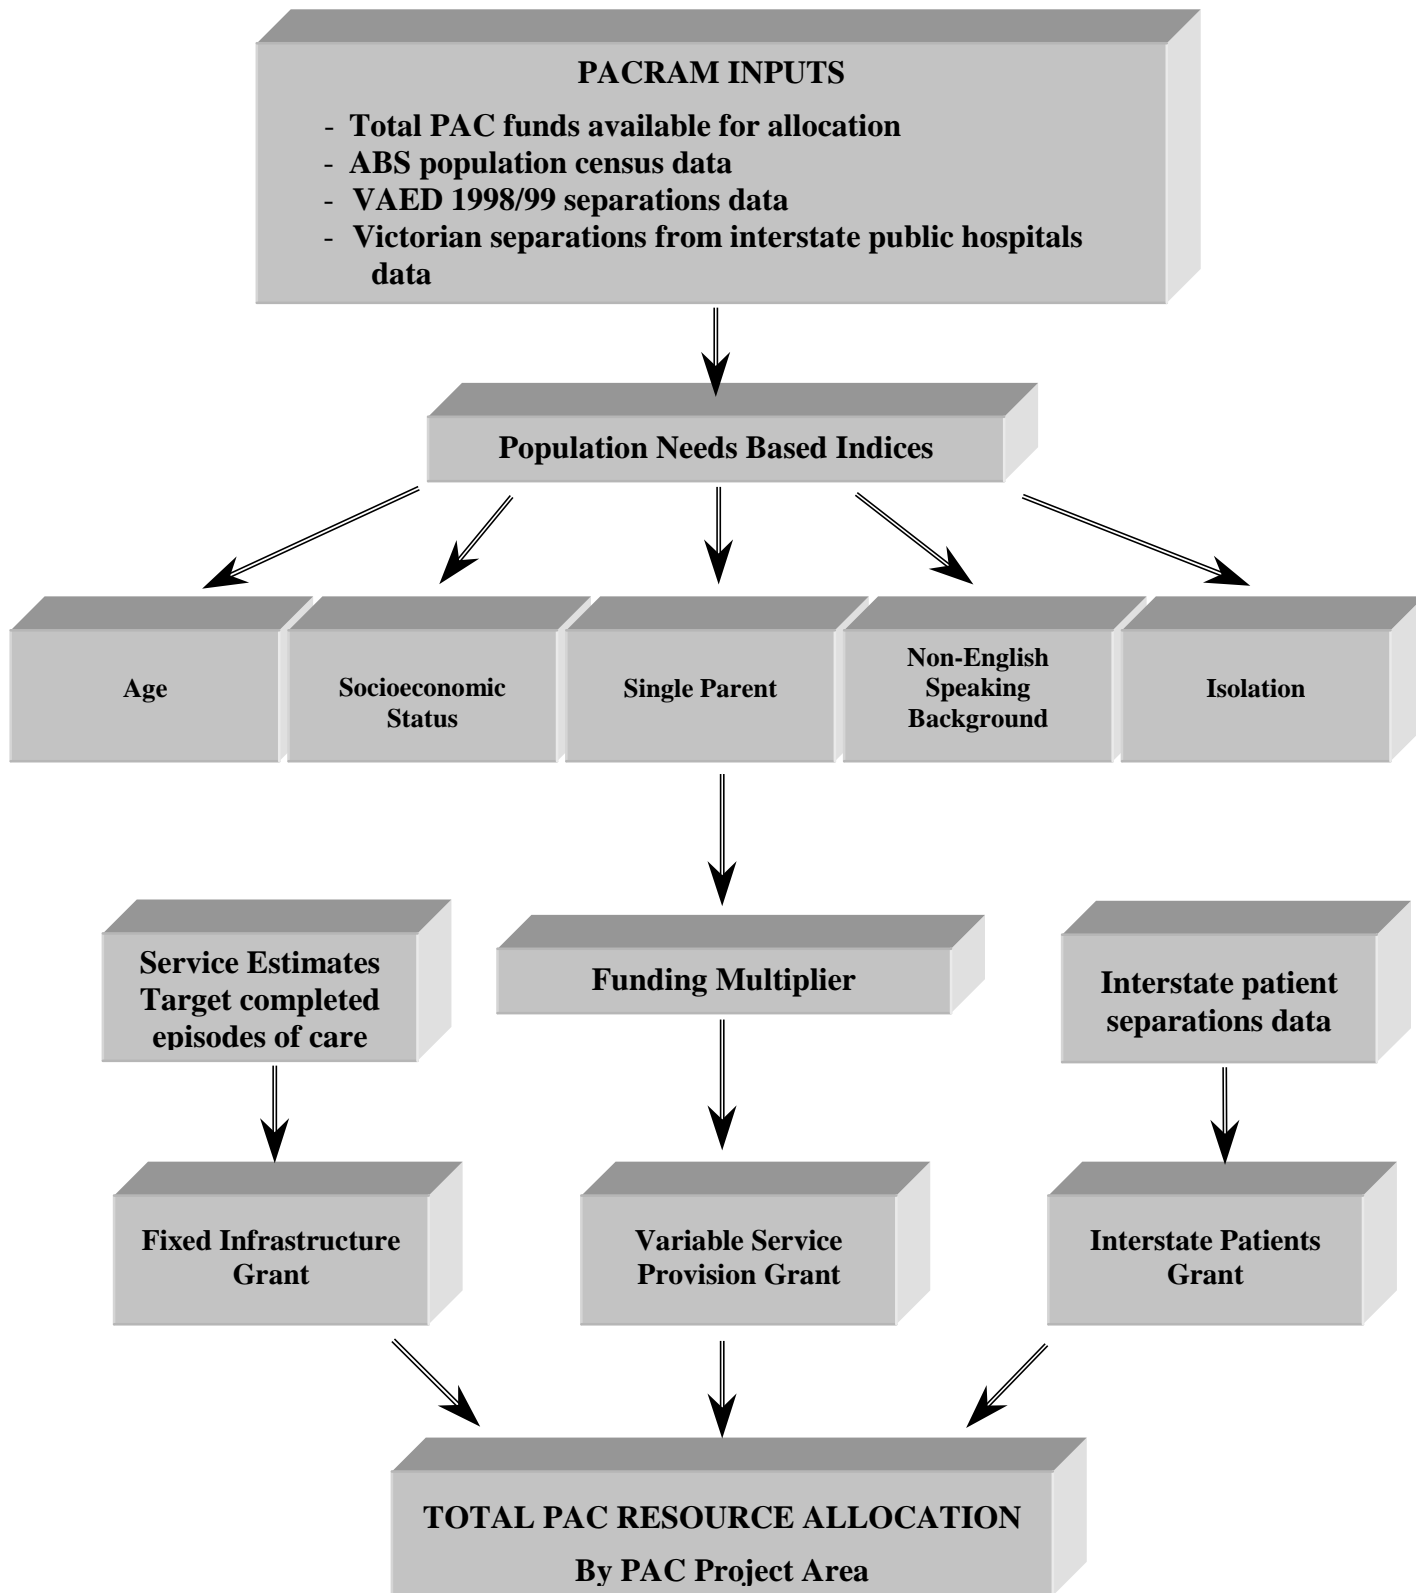 PACRAM INPUTS
- Total PAC funds available for allocation
- ABS population census data
- VAED 1998/99 separations data
- Victorian separations from interstate public hospitals
data
Population Needs Based Indices
Age
Socioeconomic
Status
Single Parent
Non-English
Speaking
Background
Isolation
Service Estimates
Target completed
episodes of care
Funding Multiplier
Interstate patient
separations data
Fixed Infrastructure
Grant
Variable Service
Provision Grant
Interstate Patients
Grant
TOTAL PAC RESOURCE ALLOCATION
By PAC Project Area